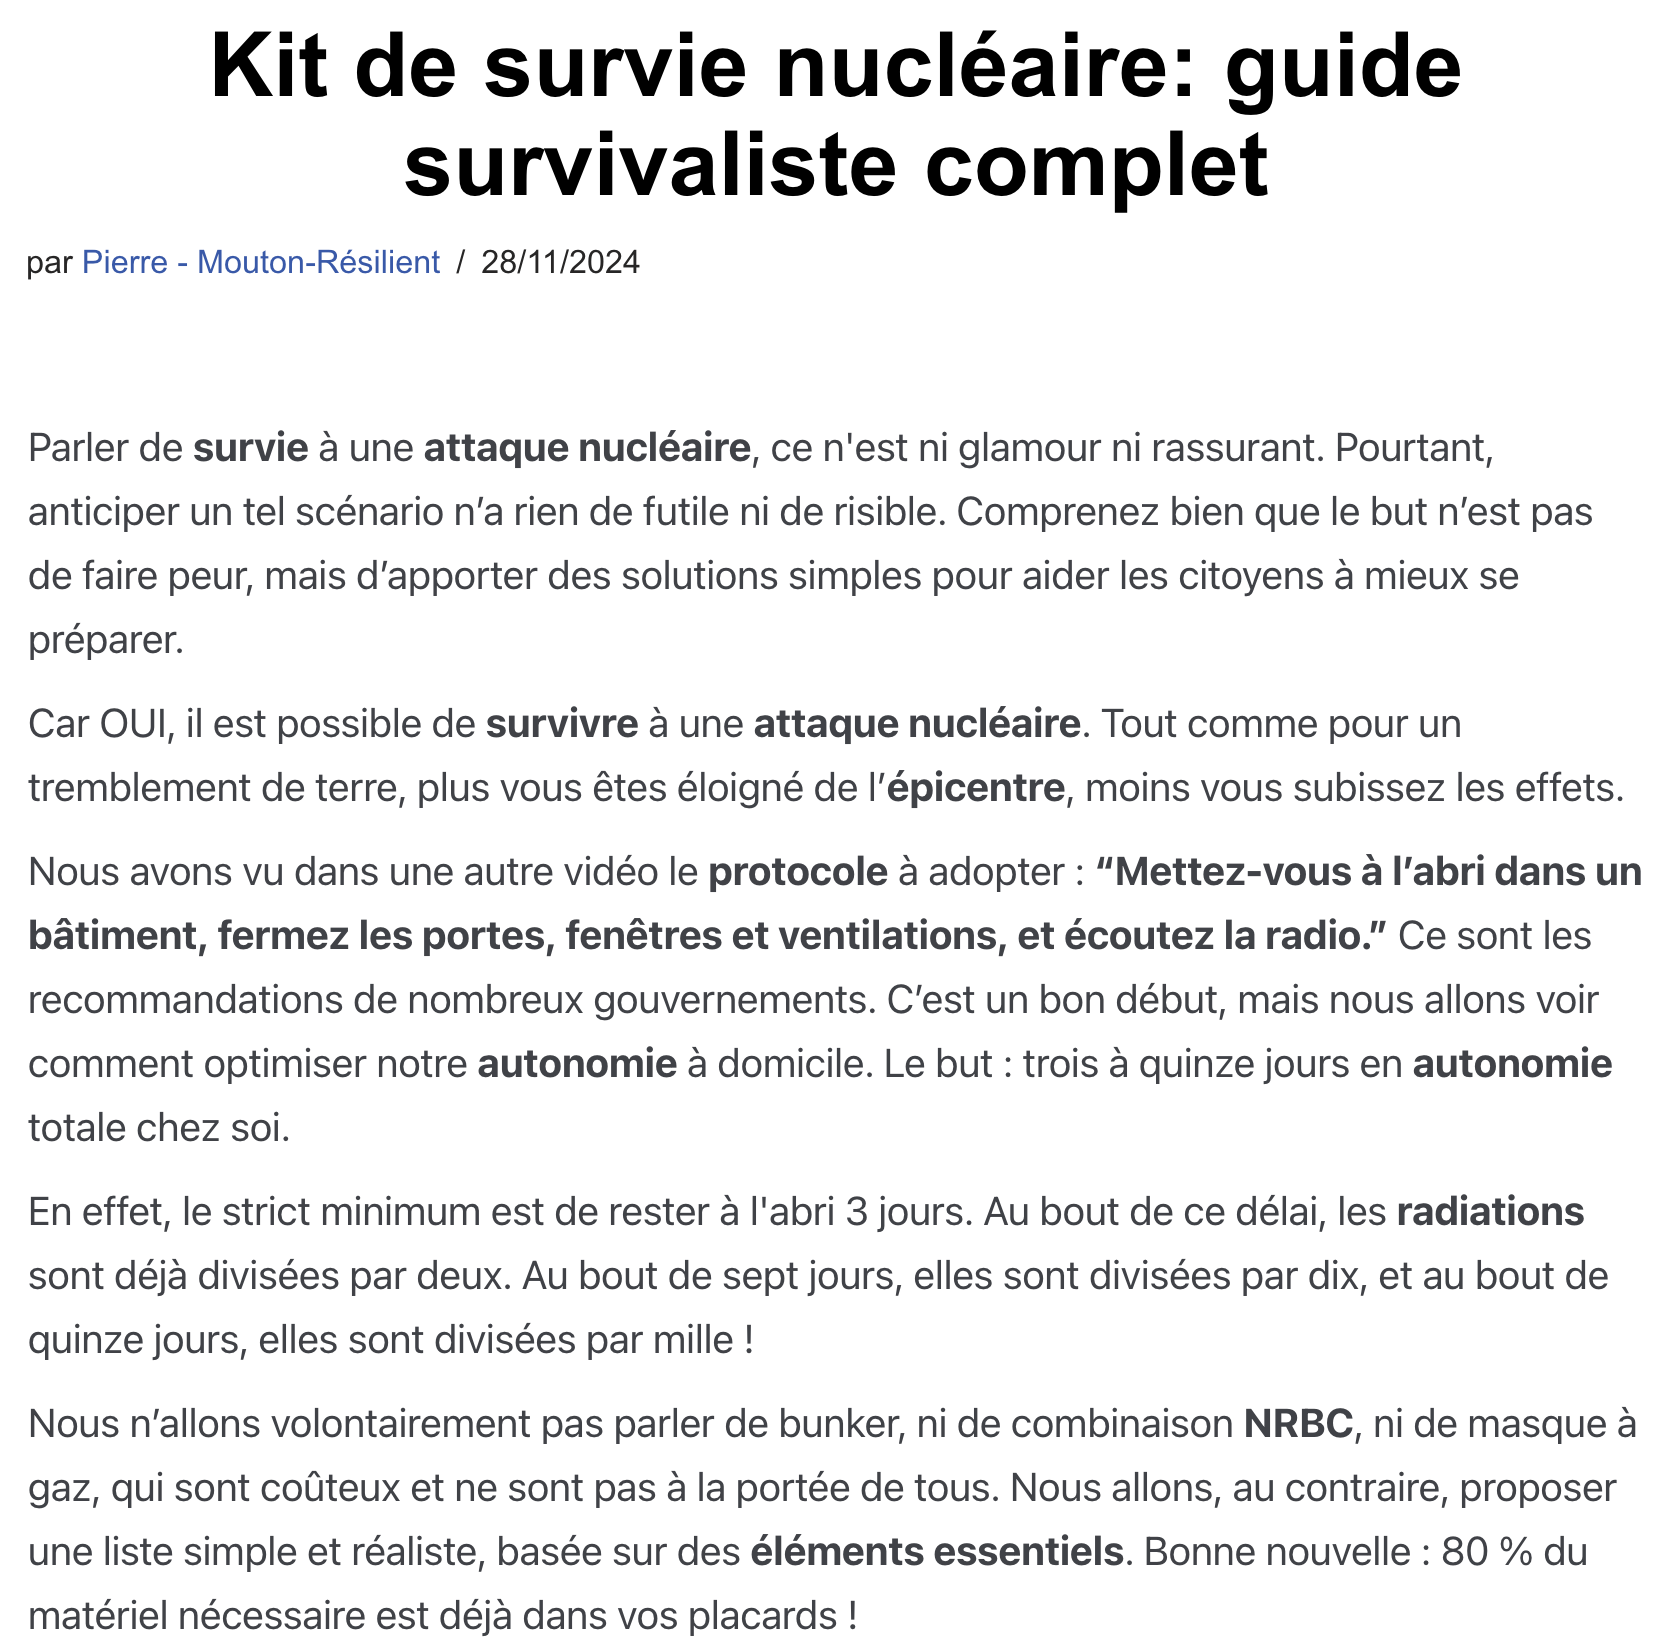 Kit de survie nucléaire: guide
survivaliste complet
par Pierre - Mouton-Résilient / 28/11/2024
Parler de survie à une attaque nucléaire, ce n'est ni glamour ni rassurant. Pourtant,
anticiper un tel scénario n’a rien de futile ni de risible. Comprenez bien que le but n’est pas
de faire peur, mais d’apporter des solutions simples pour aider les citoyens à mieux se
préparer.
Car OUI, il est possible de survivre à une attaque nucléaire. Tout comme pour un
tremblement de terre, plus vous êtes éloigné de l’épicentre, moins vous subissez les effets.
Nous avons vu dans une autre vidéo le protocole à adopter : “Mettez-vous à l’abri dans un
bâtiment, fermez les portes, fenêtres et ventilations, et écoutez la radio.” Ce sont les
recommandations de nombreux gouvernements. C’est un bon début, mais nous allons voir
comment optimiser notre autonomie à domicile. Le but : trois à quinze jours en autonomie
totale chez soi.
En effet, le strict minimum est de rester à l'abri 3 jours. Au bout de ce délai, les radiations
sont déjà divisées par deux. Au bout de sept jours, elles sont divisées par dix, et au bout de
quinze jours, elles sont divisées par mille !
Nous n’allons volontairement pas parler de bunker, ni de combinaison NRBC, ni de masque à
gaz, qui sont coûteux et ne sont pas à la portée de tous. Nous allons, au contraire, proposer
une liste simple et réaliste, basée sur des éléments essentiels. Bonne nouvelle : 80 % du
matériel nécessaire est déjà dans vos placards !